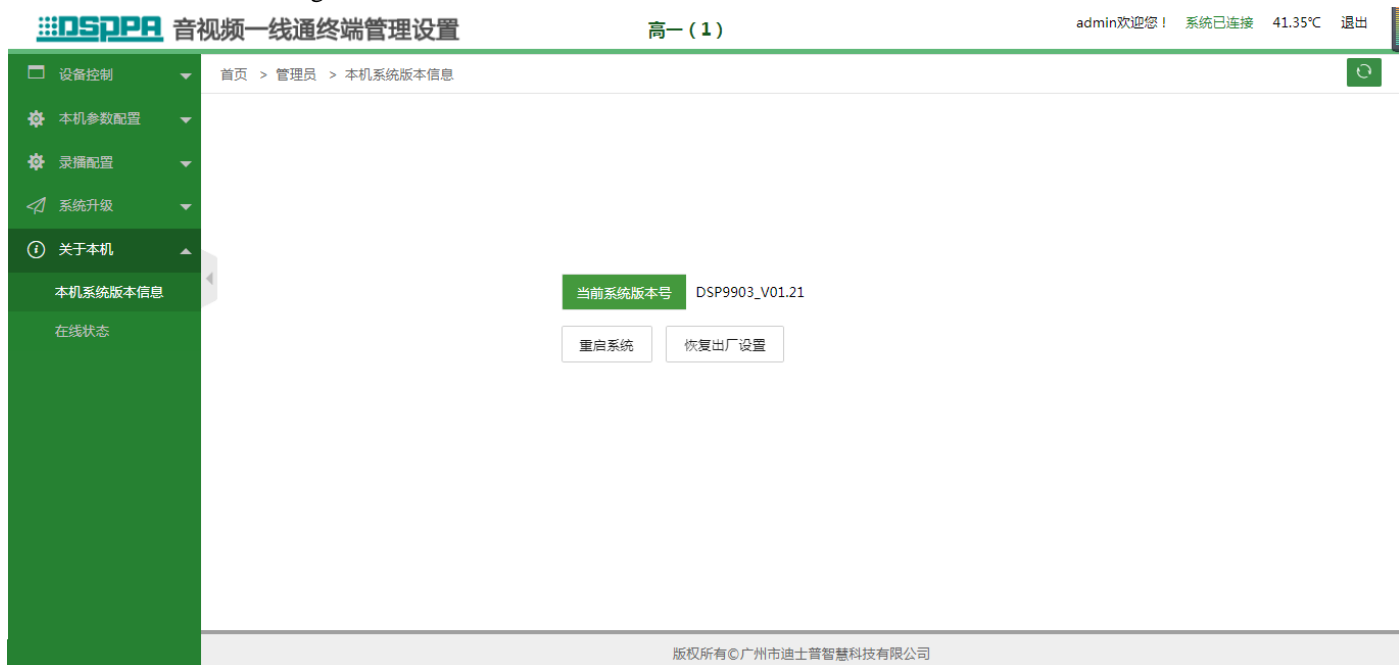 DSPPA 音视频一线通终端管理设置
高一（1）
admin欢迎您！ 系统已连接 41.35℃ 退出
设备控制
本机参数配置
录播配置
系统升级
关于本机
本机系统版本信息
在线状态
首页 > 管理员 > 本机系统版本信息
当前系统版本号 DSP9903_V01.21
重启系统 恢复出厂设置
版权所有©广州市迪士普智慧科技有限公司